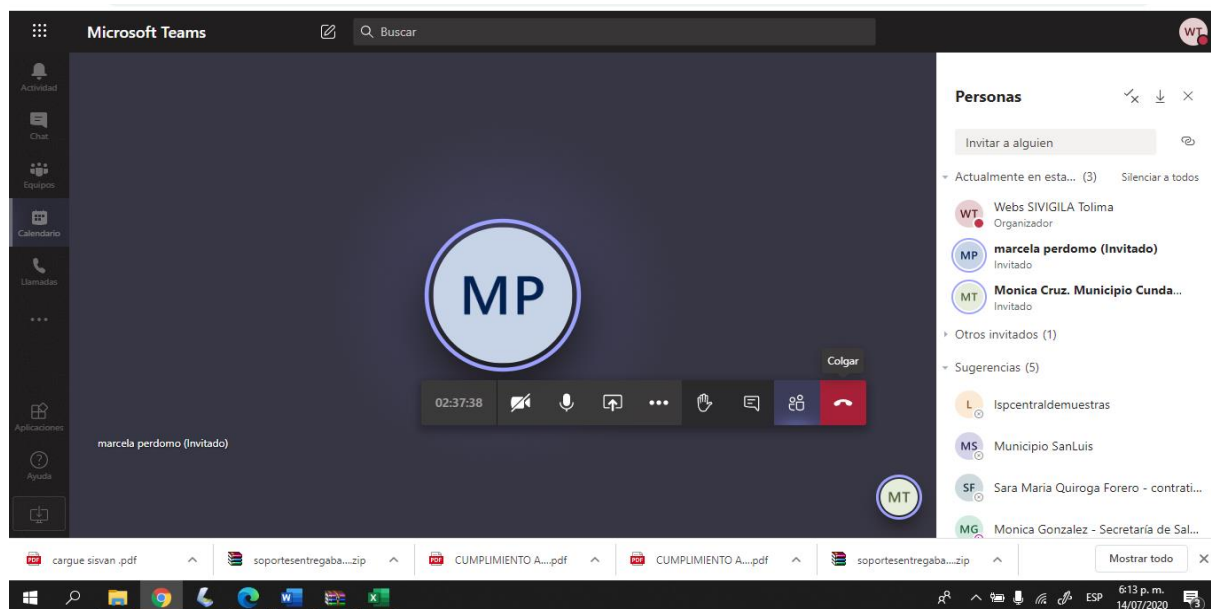 Microsoft Teams
Buscar
WT
Actividad
Chat
Equipos
Calendario
Llamadas
Aplicaciones
Ayuda
MP
Colgar
02:37:38
marcela perdomo (Invitado)
MT
Personas
Invitar a alguien
Actualmente en esta... (3) Silenciar a todos
WT Webs SIVIGILA Tolima
Organizador
MP marcela perdomo (Invitado)
Invitado
MT Monica Cruz. Municipio Cunda...
Invitado
Otros invitados (1)
Sugerencias (5)
L lspcentraldemuestras
MS Municipio SanLuis
SF Sara Maria Quiroga Forero - contrati...
MG Monica Gonzalez - Secretaría de Sal...
cargue sisvan .pdf
soportesentregaba....zip
CUMPLIMIENTO A....pdf
CUMPLIMIENTO A....pdf
soportesentregaba....zip
Mostrar todo
ESP
6:13 p. m.
14/07/2020
3